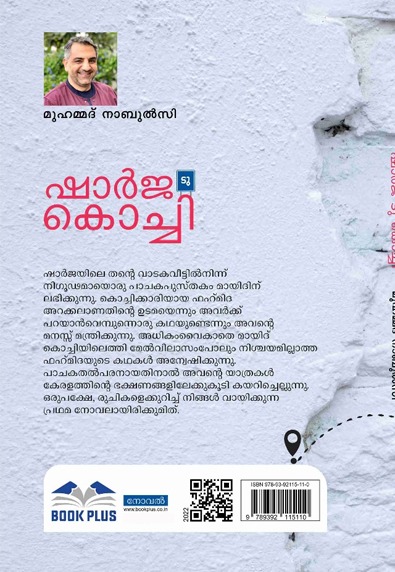 മുഹമ്മദ് നാബുൽസി
ഷാർജ ടു
കൊച്ചി
ഷാർജയിലെ തന്റെ വാടകവീട്ടിൽനിന്ന്
നിഗൂഢമായൊരു പാചകപുസ്തകം മായിദിന്
ലഭിക്കുന്നു. കൊച്ചിക്കാരിയായ ഫഹ്‌മിദ
അറക്കലാണതിന്റെ ഉടമയെന്നും അവർക്ക്
പറയാൻവെമ്പുന്നൊരു കഥയുണ്ടെന്നും അവന്റെ
മനസ്സ് മന്ത്രിക്കുന്നു. അധികംവൈകാതെ മായിദ്
കൊച്ചിയിലെത്തി മേൽവിലാസംപോലും നിശ്ചയമില്ലാത്ത
ഫഹ്‌മിദയുടെ കഥകൾ അന്വേഷിക്കുന്നു.
പാചകതൽപരനായതിനാൽ അവന്റെ യാത്രകൾ
കേരളത്തിന്റെ ഭക്ഷണങ്ങളിലേക്കുകൂടി കയറിച്ചെല്ലുന്നു.
ഒരുപക്ഷേ, രുചികളെക്കുറിച്ച് നിങ്ങൾ വായിക്കുന്ന
പ്രഥമ നോവലായിരിക്കുമിത്.
BOOK PLUS
നോവൽ
www.bookplus.co.in
2022
ISBN 978-93-92115-11-0
9 789392 115110